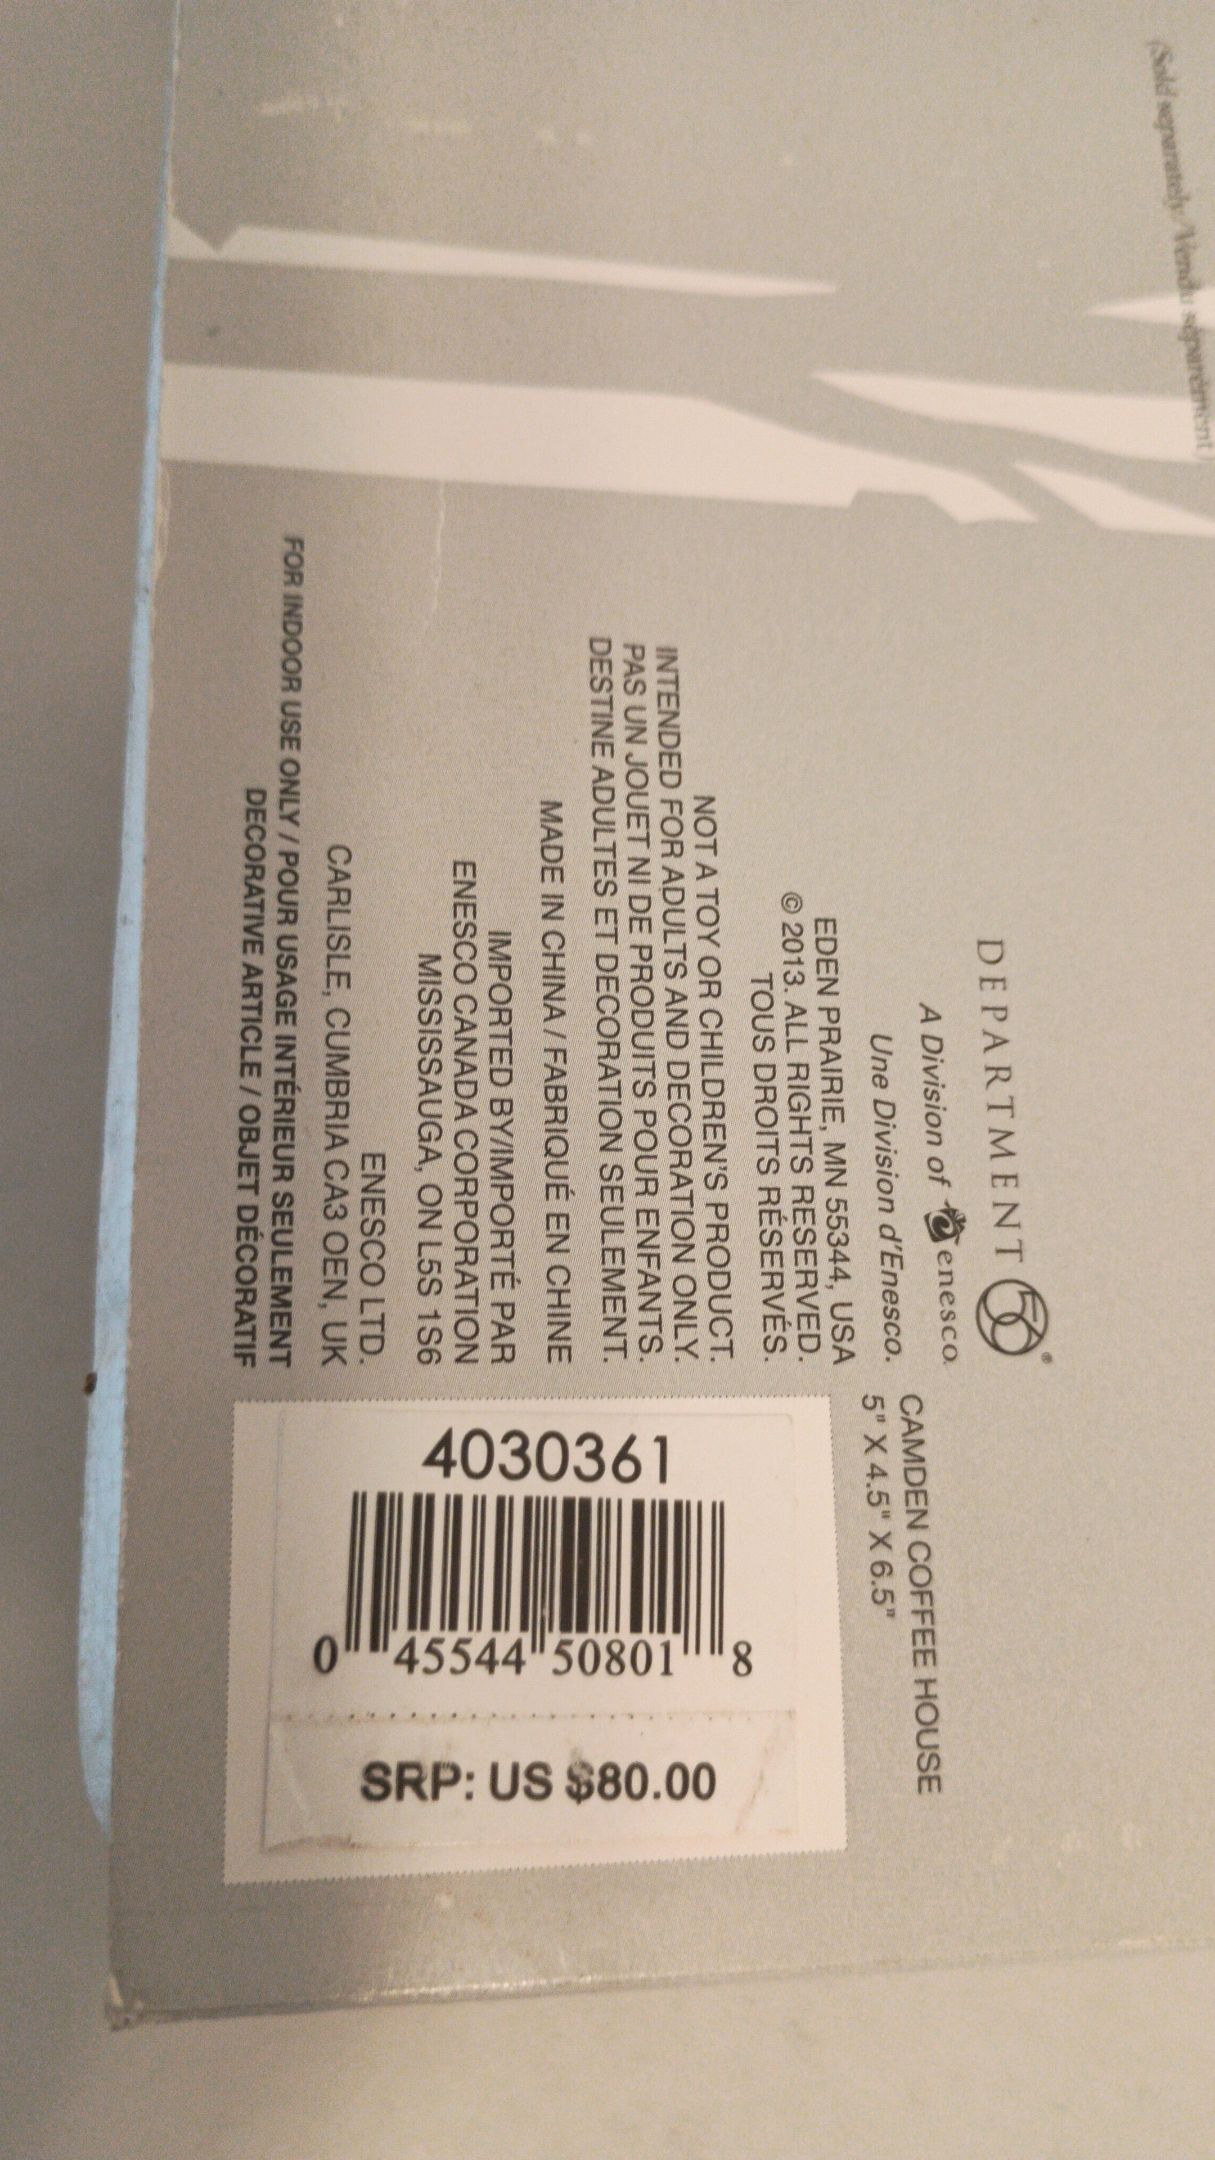 (Sold separately/Vendu séparément)
DEPARTMENT 56®
A Division of enesco.
Une Division d'Enesco.
EDEN PRAIRIE, MN 55344, USA
© 2013. ALL RIGHTS RESERVED.
TOUS DROITS RÉSERVÉS.
NOT A TOY OR CHILDREN'S PRODUCT.
INTENDED FOR ADULTS AND DECORATION ONLY.
PAS UN JOUET NI DE PRODUITS POUR ENFANTS.
DESTINE ADULTES ET DECORATION SEULEMENT.
MADE IN CHINA / FABRIQUÉ EN CHINE
IMPORTED BY/IMPORTÉ PAR
ENESCO CANADA CORPORATION
MISSISSAUGA, ON L5S 1S6
ENESCO LTD.
CARLISLE, CUMBRIA CA3 OEN, UK
FOR INDOOR USE ONLY / POUR USAGE INTÉRIEUR SEULEMENT
DECORATIVE ARTICLE / OBJET DÉCORATIF
CAMDEN COFFEE HOUSE
5" X 4.5" X 6.5"
4030361
0 45544 50801 8
SRP: US $80.00